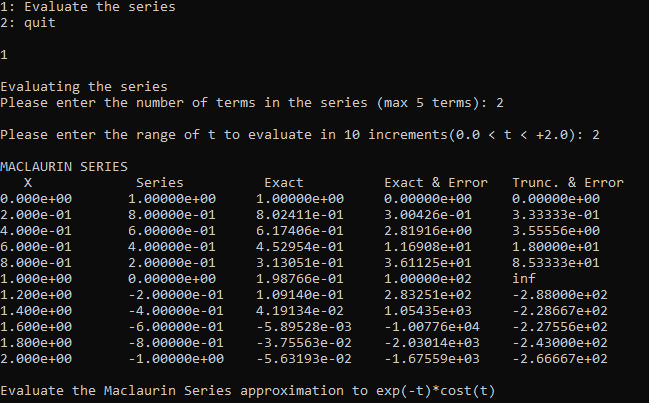 1: Evaluate the series
2: quit
1
Evaluating the series
Please enter the number of terms in the series (max 5 terms): 2
Please enter the range of t to evaluate in 10 increments(0.0 < t < +2.0): 2
MACLAURIN SERIES
X Series Exact Exact & Error Trunc. & Error
0.000e+00 1.00000e+00 1.00000e+00 0.00000e+00 0.00000e+00
2.000e-01 8.00000e-01 8.02411e-01 3.00426e-01 3.33333e-01
4.000e-01 6.00000e-01 6.17406e-01 2.81916e+00 3.55556e+00
6.000e-01 4.00000e-01 4.52954e-01 1.16908e+01 1.80000e+01
8.000e-01 2.00000e-01 3.13051e-01 3.61125e+01 8.53333e+01
1.000e+00 0.00000e+00 1.98766e-01 1.00000e+02 inf
1.200e+00 -2.00000e-01 1.09140e-01 2.83251e+02 -2.88000e+02
1.400e+00 -4.00000e-01 4.19134e-02 1.05435e+03 -2.28667e+02
1.600e+00 -6.00000e-01 -5.89528e-03 -1.00776e+04 -2.27556e+02
1.800e+00 -8.00000e-01 -3.75563e-02 -2.03014e+03 -2.43000e+02
2.000e+00 -1.00000e+00 -5.63193e-02 -1.67559e+03 -2.66667e+02
Evaluate the Maclaurin Series approximation to exp(-t)*cost(t)